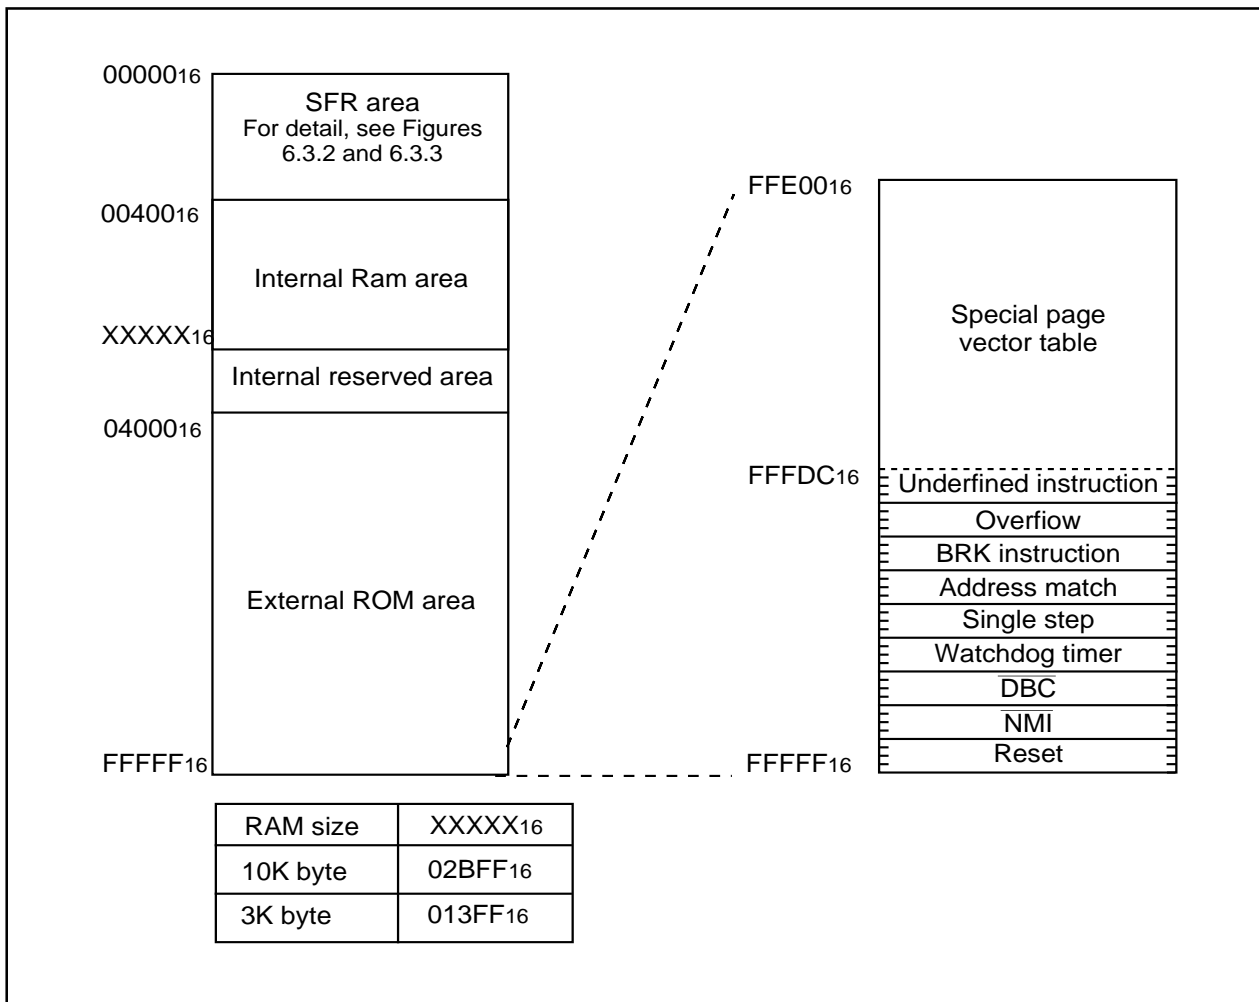 0000016
SFR area
For detail, see Figures
6.3.2 and 6.3.3
0040016
Internal Ram area
XXXXX16
Internal reserved area
0400016
External ROM area
FFFFF16
FFE0016
Special page
vector table
FFFDC16
Underfined instruction
Overfiow
BRK instruction
Address match
Single step
Watchdog timer
DBC
NMI
Reset
FFFFF16
RAM size XXXXX16
10K byte 02BFF16
3K byte 013FF16